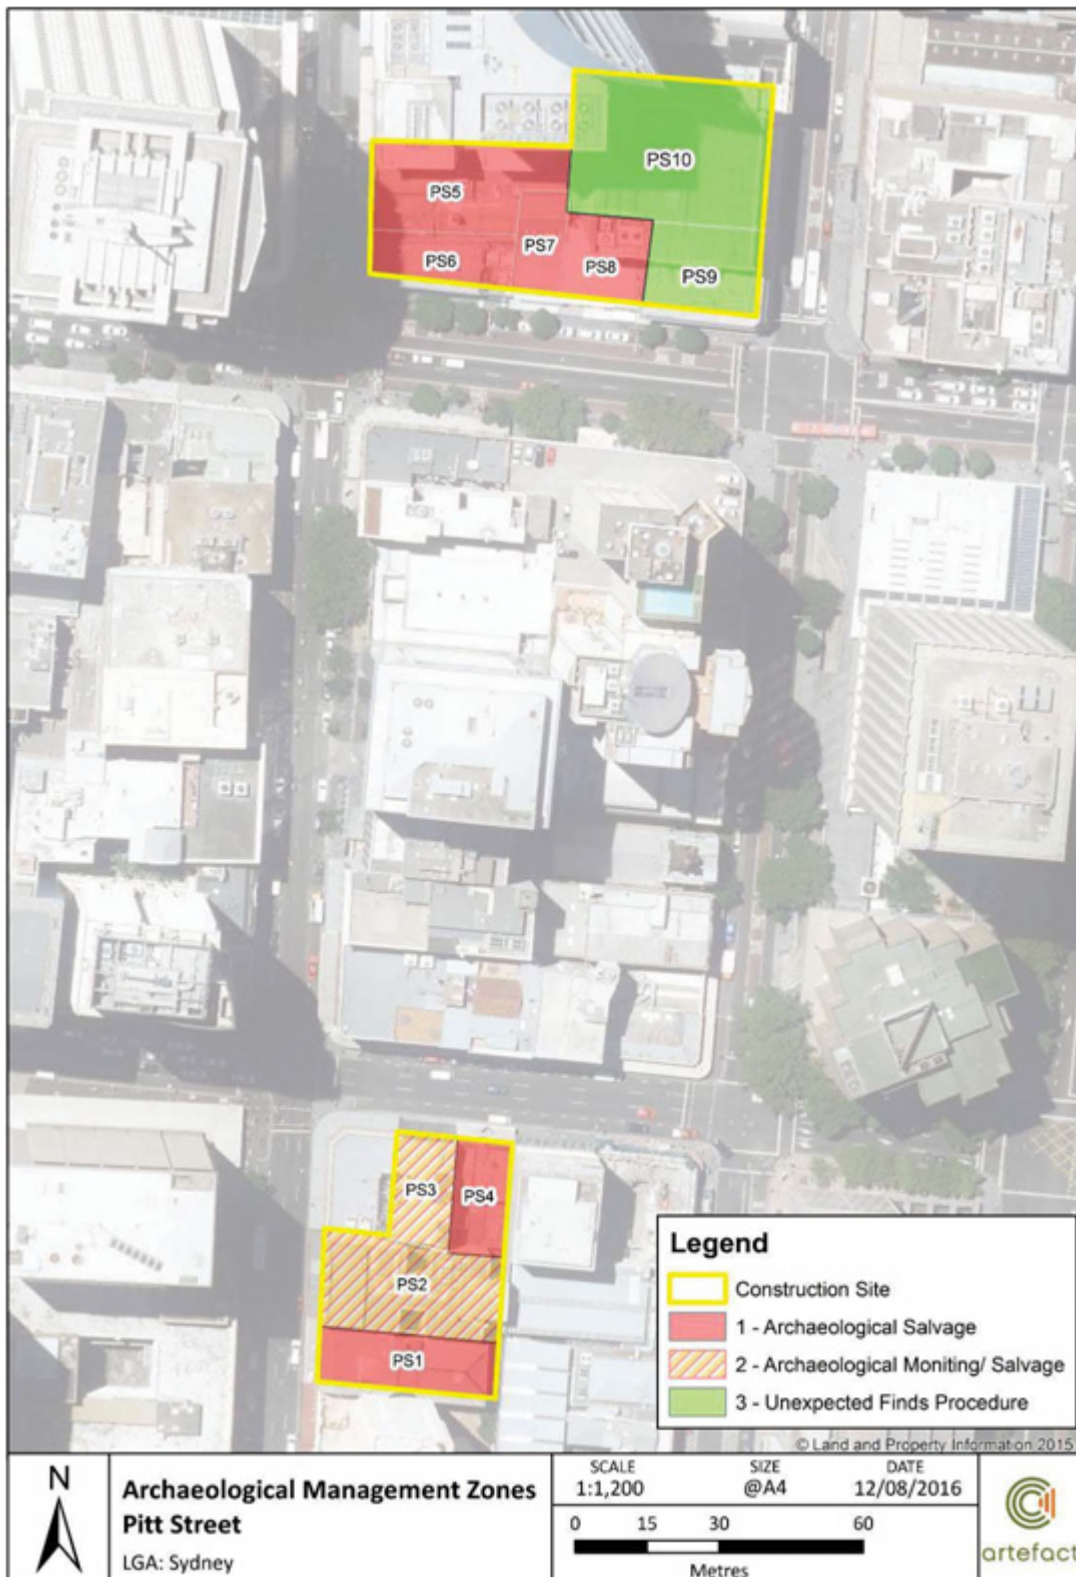 PS10
PS5
PS7
PS6
PS8
PS9
PS3
PS4
PS2
PS1
Legend
Construction Site
1 - Archaeological Salvage
2 - Archaeological Moniting/ Salvage
3 - Unexpected Finds Procedure
© Land and Property Information 2015
N
Archaeological Management Zones
Pitt Street
LGA: Sydney
SCALE
1:1,200
SIZE
@A4
DATE
12/08/2016
0 15 30 60
Metres
artefact